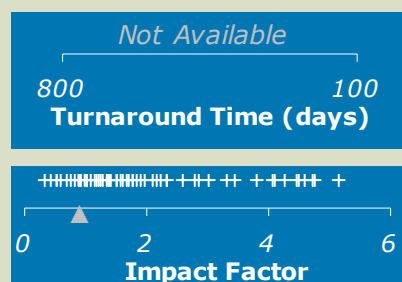 Not Available
800 100
Turnaround Time (days)
0 2 4 6
Impact Factor